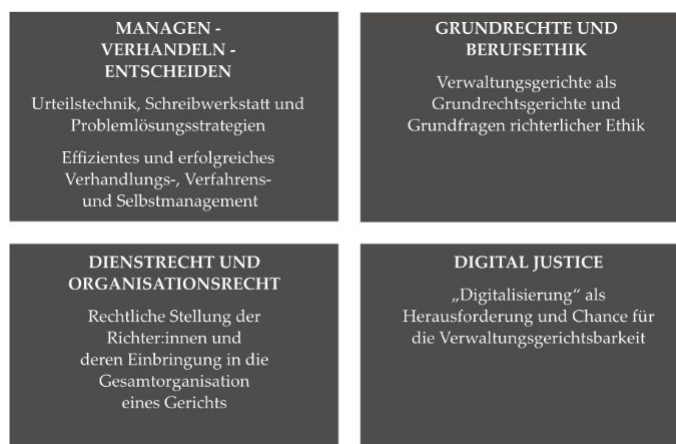 MANAGEN -
VERHANDELN -
ENTSCHEIDEN
Urteilstechnik, Schreibwerkstatt und
Problemlösungsstrategien
Effizientes und erfolgreiches
Verhandlungs-, Verfahrens-
und Selbstmanagement
GRUNDRECHTE UND
BERUFSETHIK
Verwaltungsgerichte als
Grundrechtsgerichte und
Grundfragen richterlicher Ethik
DIENSTRECHT UND
ORGANISATIONSRECHT
Rechtliche Stellung der
Richter:innen und
deren Einbringung in die
Gesamtorganisation
eines Gerichts
DIGITAL JUSTICE
„Digitalisierung“ als
Herausforderung und Chance für
die Verwaltungsgerichtsbarkeit